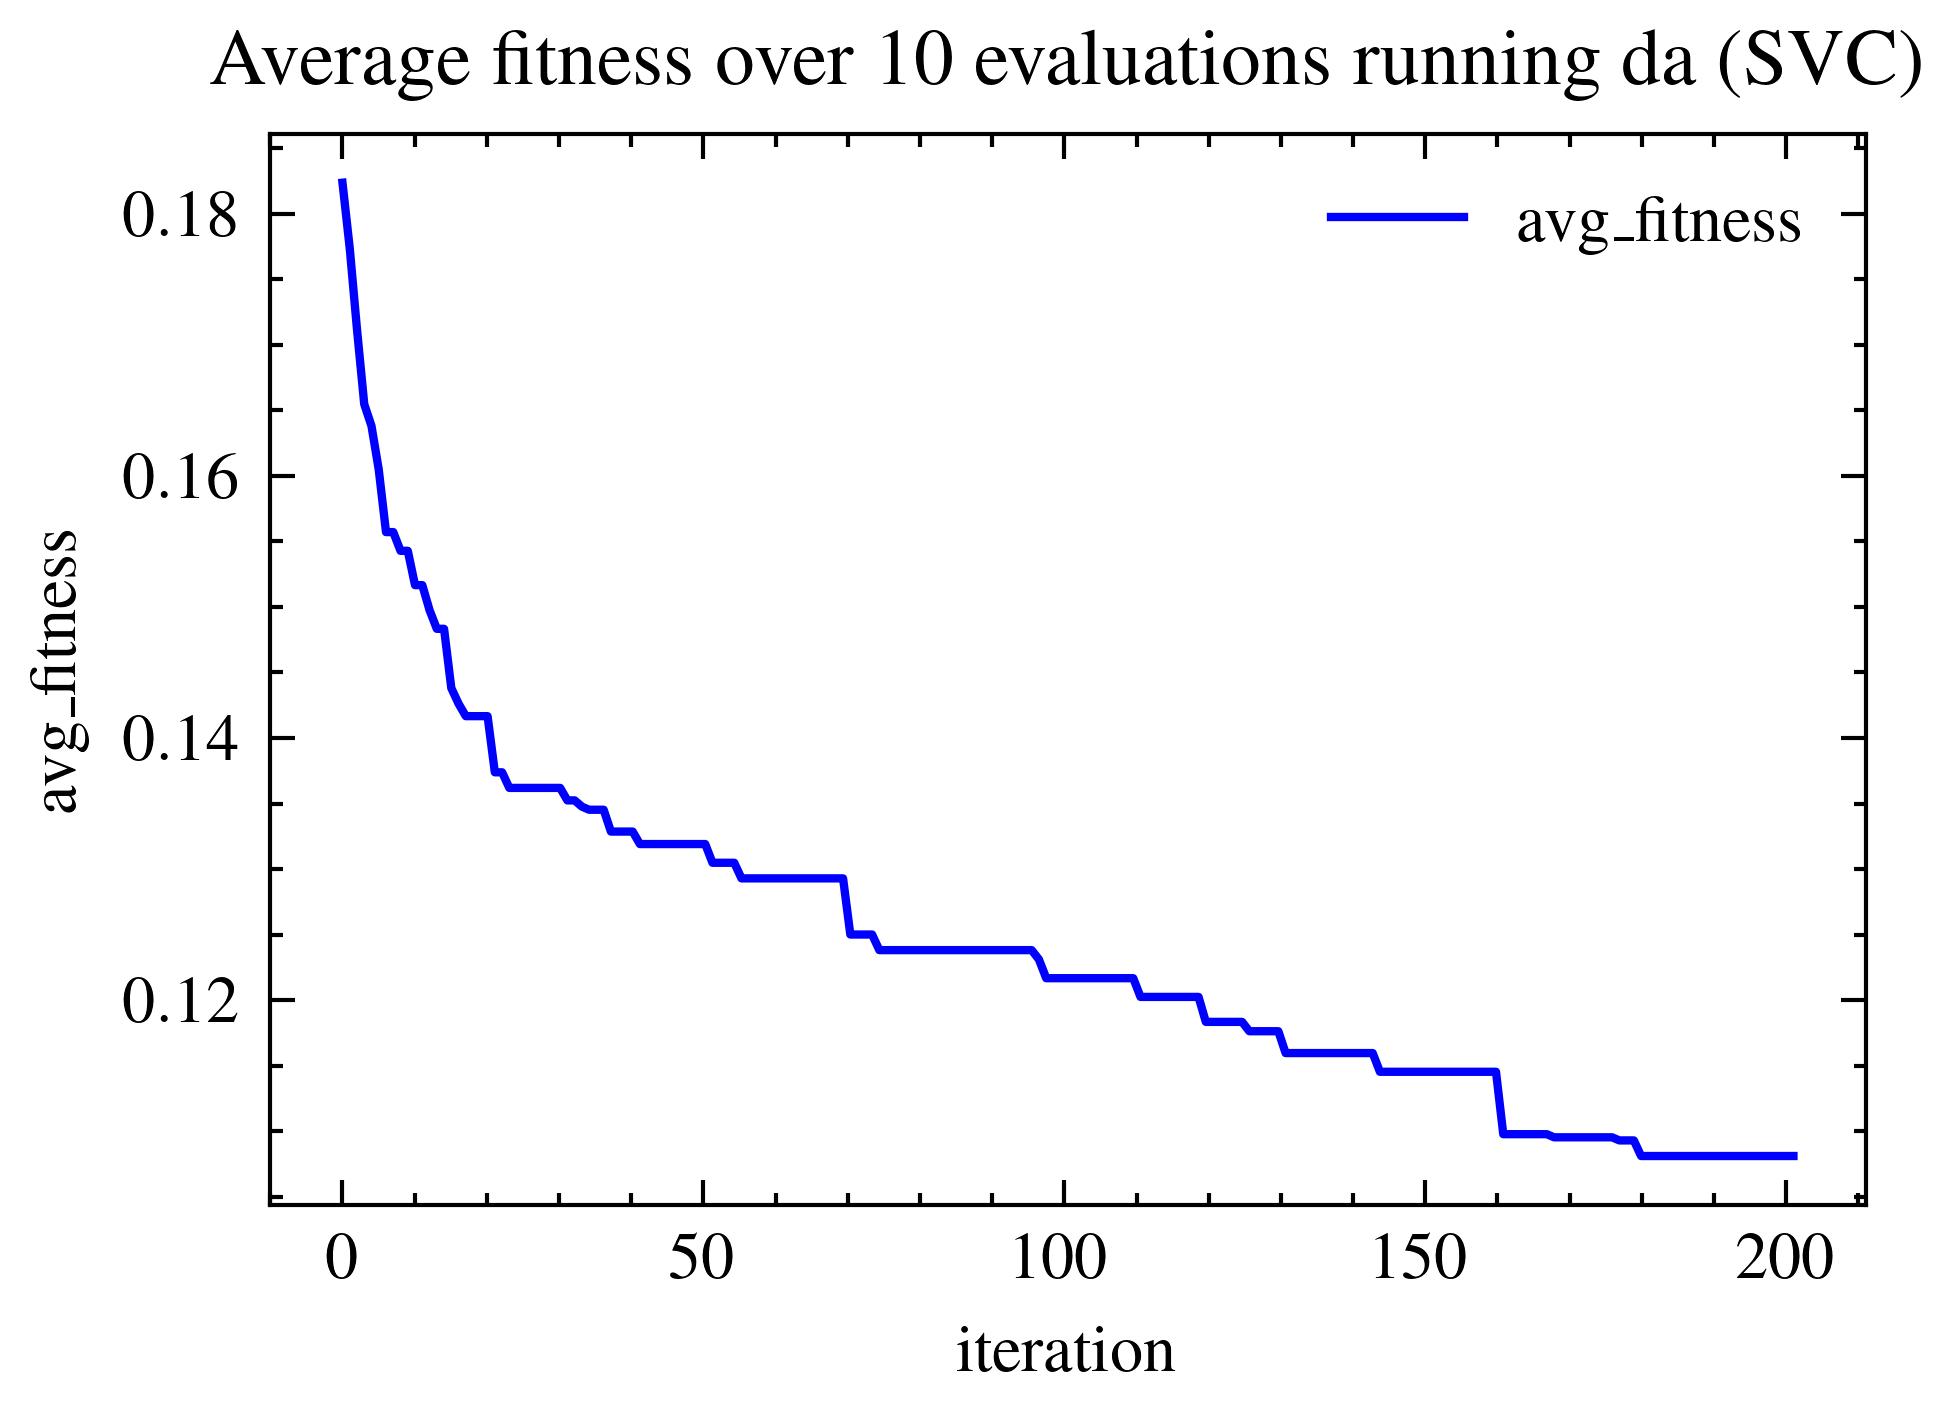 Average fitness over 10 evaluations running da (SVC)
avg_fitness
0.18
0.16
0.14
0.12
avg_fitness
0 50 100 150 200
iteration